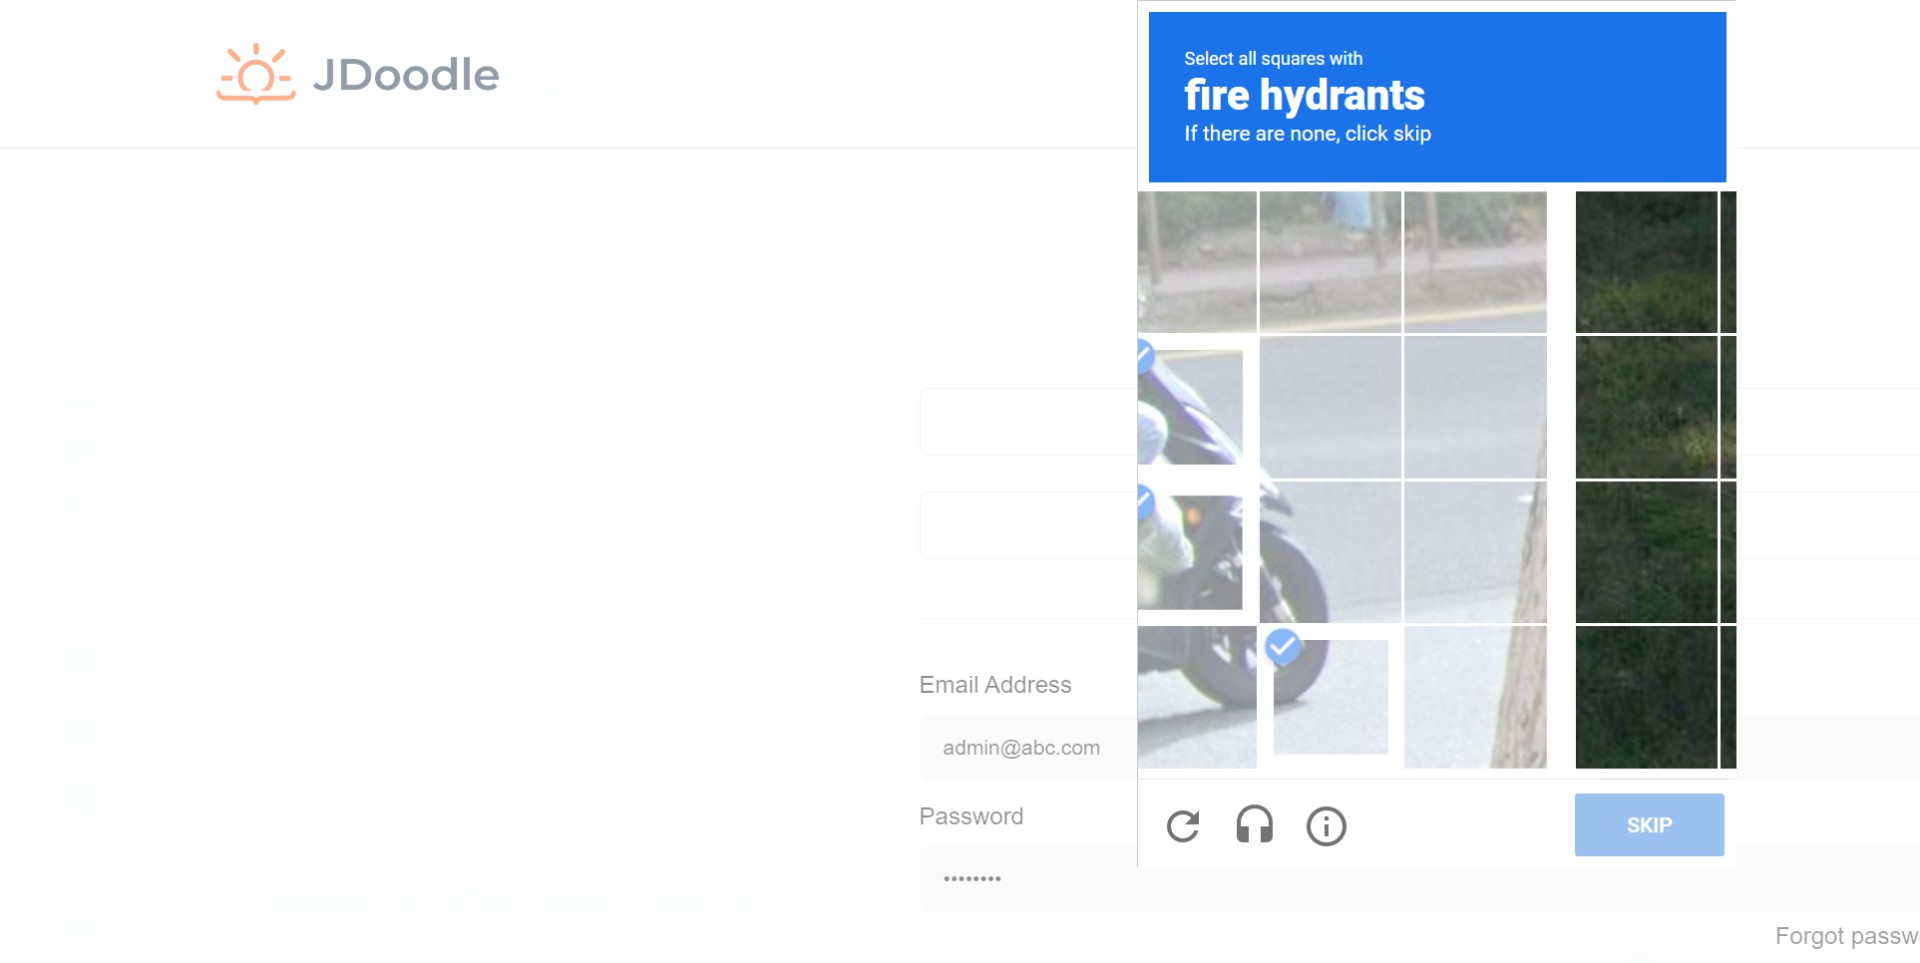 JDoodle
Select all squares with
fire hydrants
If there are none, click skip
Email Address
admin@abc.com
Password
••••••••
SKIP
Forgot passw